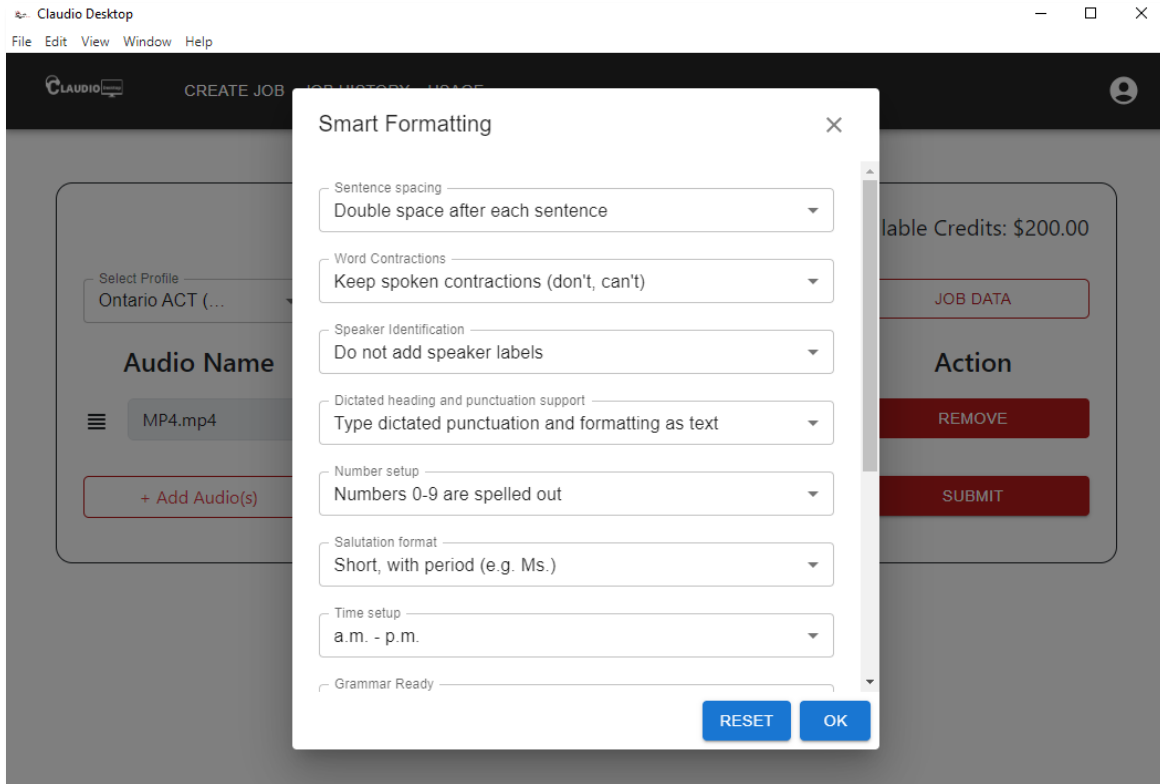 Claudio Desktop
File Edit View Window Help
CLAUDIO
CREATE JOB JOB HISTORY USAGE
Smart Formatting
Sentence spacing
Double space after each sentence
lable Credits: $200.00
Word Contractions
Keep spoken contractions (don't, can't)
Select Profile
Ontario ACT (...
JOB DATA
Speaker Identification
Do not add speaker labels
Audio Name
Action
Dictated heading and punctuation support
Type dictated punctuation and formatting as text
MP4.mp4
REMOVE
Number setup
Numbers 0-9 are spelled out
+ Add Audio(s)
SUBMIT
Salutation format
Short, with period (e.g. Ms.)
Time setup
a.m. - p.m.
Grammar Ready
RESET
OK